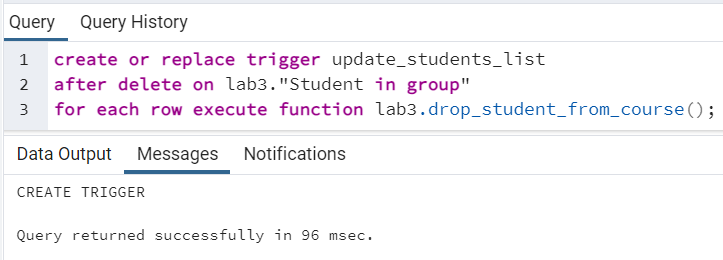 Query Query History
1 create or replace trigger update_students_list
2 after delete on lab3."Student in group"
3 for each row execute function lab3.drop_student_from_course();
Data Output Messages Notifications
CREATE TRIGGER
Query returned successfully in 96 msec.